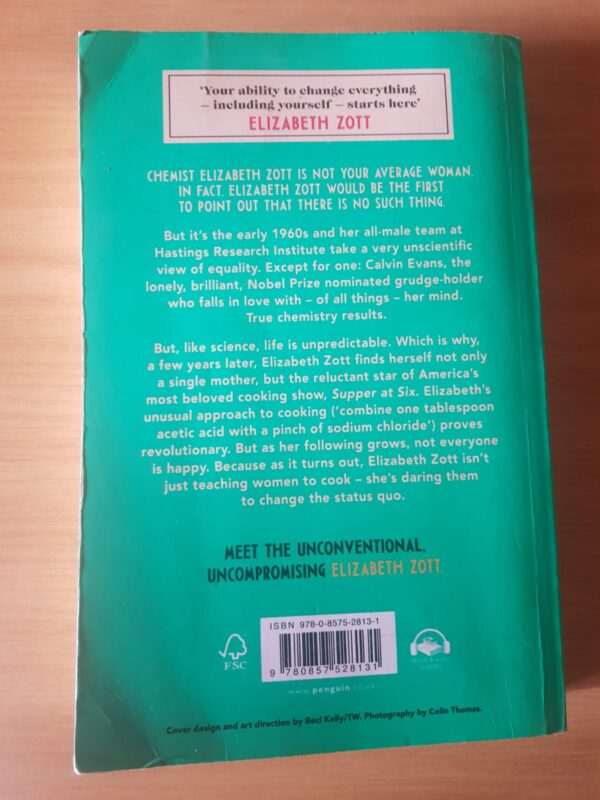 ‘Your ability to change everything
– including yourself – starts here’
ELIZABETH ZOTT
CHEMIST ELIZABETH ZOTT IS NOT YOUR AVERAGE WOMAN.
IN FACT, ELIZABETH ZOTT WOULD BE THE FIRST
TO POINT OUT THAT THERE IS NO SUCH THING.
But it’s the early 1960s and her all-male team at
Hastings Research Institute take a very unscientific
view of equality. Except for one: Calvin Evans, the
lonely, brilliant, Nobel Prize nominated grudge-holder
who falls in love with – of all things – her mind.
True chemistry results.
But, like science, life is unpredictable. Which is why,
a few years later, Elizabeth Zott finds herself not only
a single mother, but the reluctant star of America’s
most beloved cooking show, Supper at Six. Elizabeth’s
unusual approach to cooking (‘combine one tablespoon
acetic acid with a pinch of sodium chloride’) proves
revolutionary. But as her following grows, not everyone
is happy. Because as it turns out, Elizabeth Zott isn’t
just teaching women to cook – she’s daring them
to change the status quo.
MEET THE UNCONVENTIONAL,
UNCOMPROMISING ELIZABETH ZOTT.
ISBN 978-0-8575-2813-1
9 780857 528131
FSC
www.penguin.co.uk
Cover design and art direction by Beci Kelly/TW. Photography by Colin Thomas.